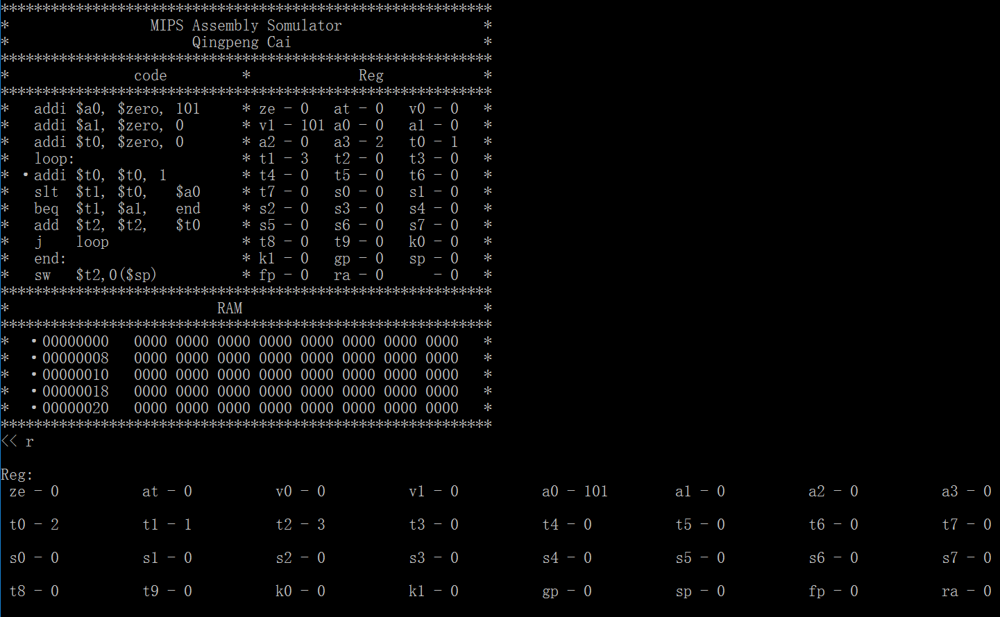 ***********************************************************
*                 MIPS Assembly Somulator                 *
*                      Qingpeng Cai                       *
***********************************************************
*               code         *             Reg            *
***********************************************************
*   addi $a0, $zero, 101     * ze - 0   at - 0   v0 - 0   *
*   addi $a1, $zero, 0       * v1 - 101 a0 - 0   a1 - 0   *
*   addi $t0, $zero, 0       * a2 - 0   a3 - 2   t0 - 1   *
*   loop:                    * t1 - 3   t2 - 0   t3 - 0   *
*  ·addi $t0, $t0, 1         * t4 - 0   t5 - 0   t6 - 0   *
*   slt  $t1, $t0,   $a0     * t7 - 0   s0 - 0   s1 - 0   *
*   beq  $t1, $a1,   end     * s2 - 0   s3 - 0   s4 - 0   *
*   add  $t2, $t2,   $t0     * s5 - 0   s6 - 0   s7 - 0   *
*   j    loop                * t8 - 0   t9 - 0   k0 - 0   *
*   end:                     * k1 - 0   gp - 0   sp - 0   *
*   sw   $t2,0($sp)          * fp - 0   ra - 0      - 0   *
***********************************************************
*                         RAM                             *
***********************************************************
*   ·00000000   0000 0000 0000 0000 0000 0000 0000 0000   *
*   ·00000008   0000 0000 0000 0000 0000 0000 0000 0000   *
*   ·00000010   0000 0000 0000 0000 0000 0000 0000 0000   *
*   ·00000018   0000 0000 0000 0000 0000 0000 0000 0000   *
*   ·00000020   0000 0000 0000 0000 0000 0000 0000 0000   *
***********************************************************
<< r
Reg:
ze - 0          at - 0          v0 - 0          v1 - 0          a0 - 101        a1 - 0          a2 - 0          a3 - 0
t0 - 2          t1 - 1          t2 - 3          t3 - 0          t4 - 0          t5 - 0          t6 - 0          t7 - 0
s0 - 0          s1 - 0          s2 - 0          s3 - 0          s4 - 0          s5 - 0          s6 - 0          s7 - 0
t8 - 0          t9 - 0          k0 - 0          k1 - 0          gp - 0          sp - 0          fp - 0          ra - 0